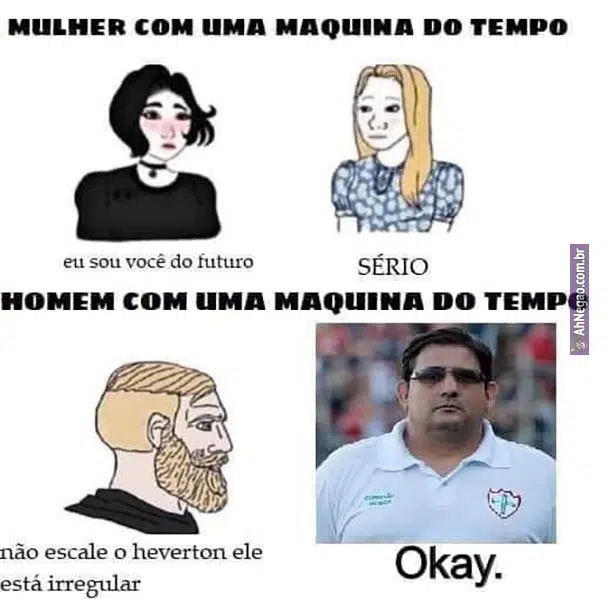 MULHER COM UMA MAQUINA DO TEMPO
eu sou você do futuro
SÉRIO
HOMEM COM UMA MAQUINA DO TEMPO
AhNegao.com.br
não escale o heverton ele
está irregular
Okay.